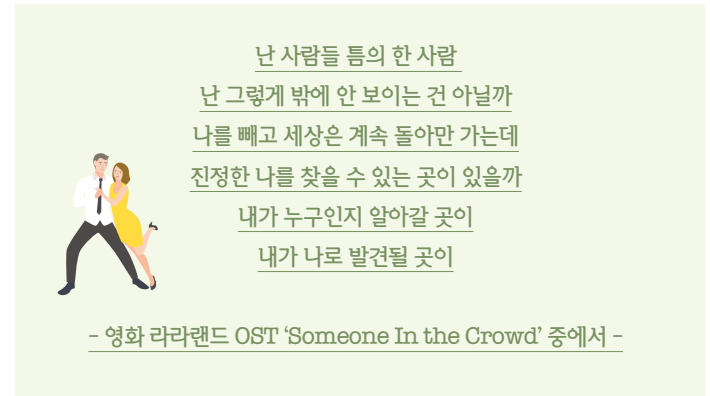 난 사람들 틈의 한 사람
난 그렇게 밖에 안 보이는 건 아닐까
나를 빼고 세상은 계속 돌아만 가는데
진정한 나를 찾을 수 있는 곳이 있을까
내가 누구인지 알아갈 곳이
내가 나로 발견될 곳이
- 영화 라라랜드 OST ‘Someone In the Crowd’ 중에서 -